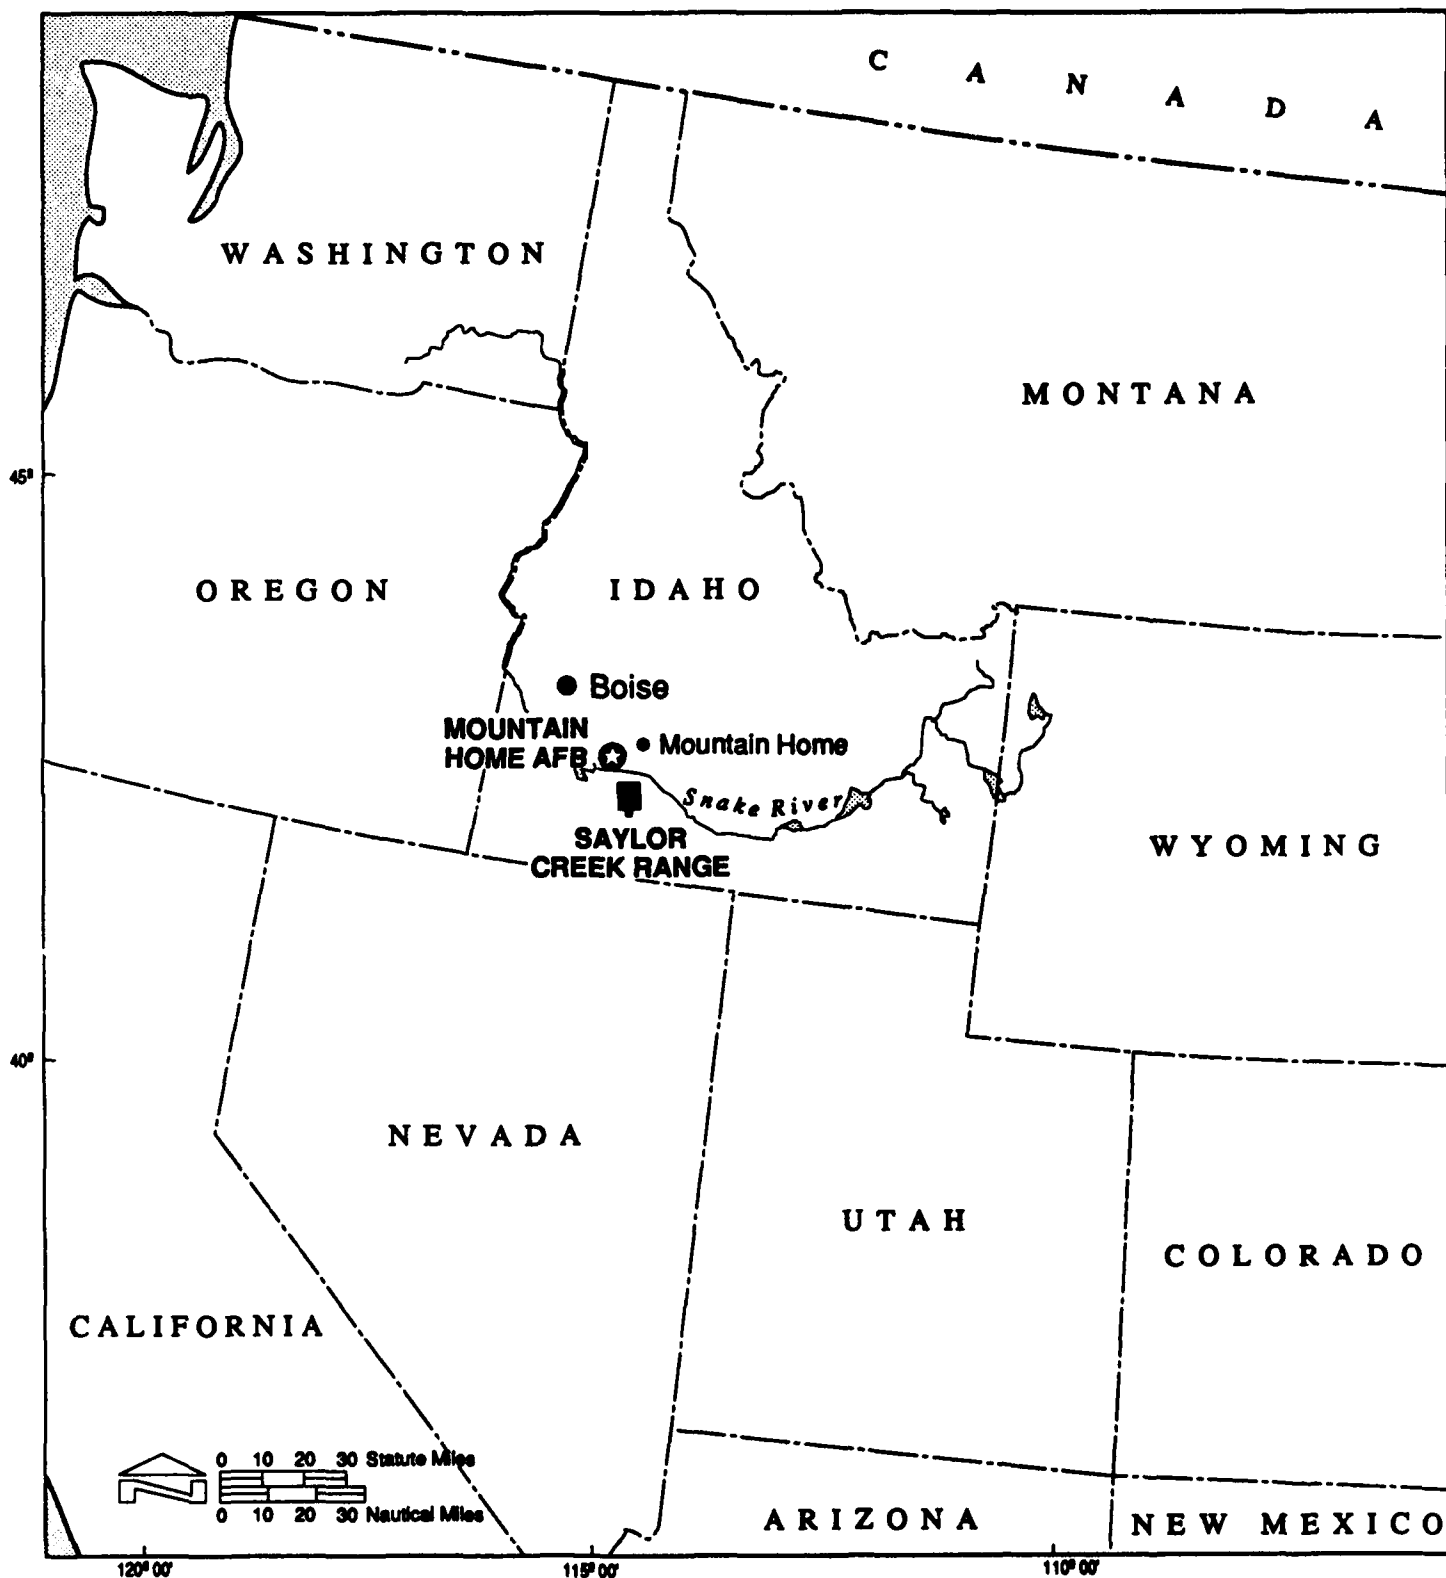 C A N A D A
WASHINGTON
MONTANA
45°
OREGON
IDAHO
Boise
MOUNTAIN
HOME AFB
Mountain Home
Snake River
SAYLOR
CREEK RANGE
WYOMING
40°
NEVADA
UTAH
COLORADO
CALIFORNIA
0 10 20 30 Statute Miles
N
0 10 20 30 Nautical Miles
ARIZONA
NEW MEXICO
120° 00'
115° 00'
110° 00'